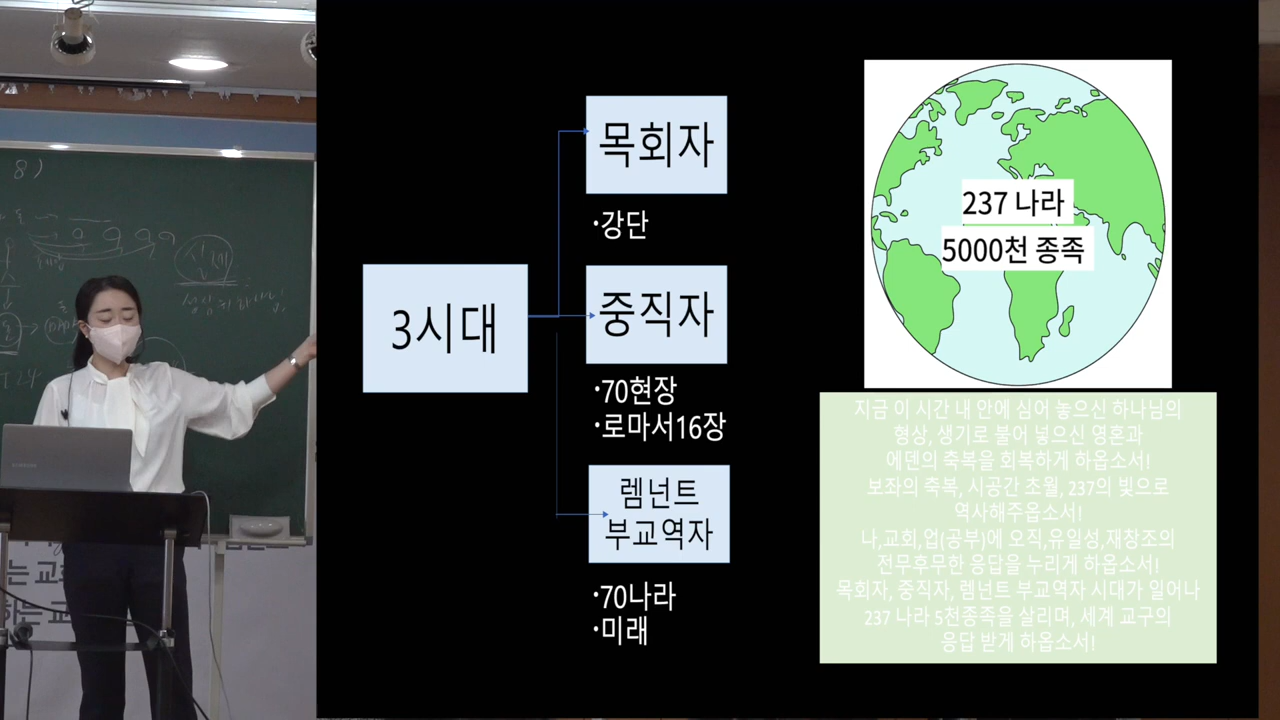 8)
3시대
목회자
·강단
중직자
·70현장
·로마서16장
렘넌트
부교역자
·70나라
·미래
237 나라
5000천 종족
지금 이 시간 내 안에 심어 놓으신 하나님의
형상, 생기로 불어 넣으신 영혼과
에덴의 축복을 회복하게 하옵소서!
보좌의 축복, 시공간 초월, 237의 빛으로
역사해주옵소서!
나,교회,업(공부)에 오직,유일성,재창조의
전무후무한 응답을 누리게 하옵소서!
목회자, 중직자, 렘넌트 부교역자 시대가 일어나
237 나라 5천종족을 살리며, 세계 교구의
응답 받게 하옵소서!
SAMSUNG